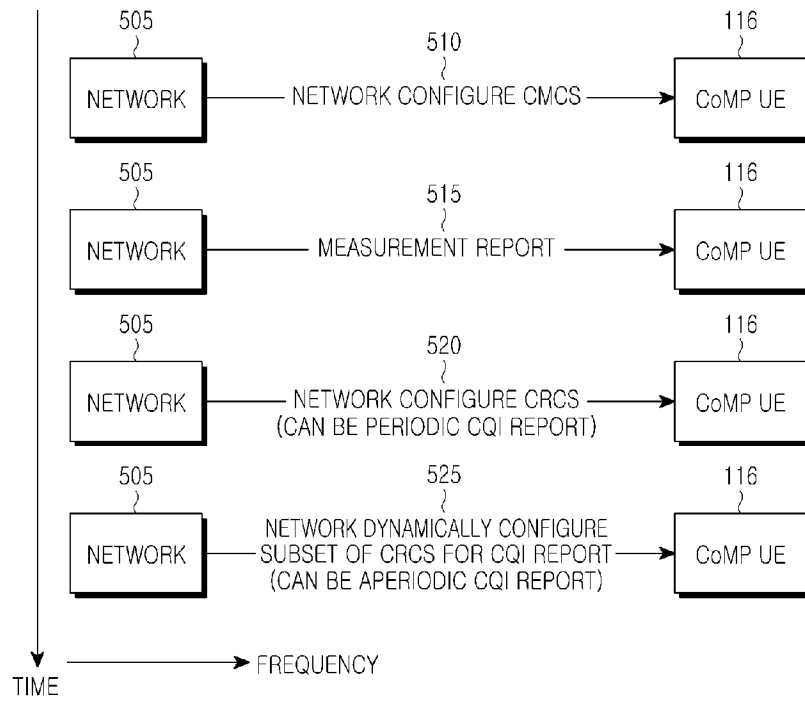 505
510
116
NETWORK
NETWORK CONFIGURE CMCS
CoMP UE
505
515
116
NETWORK
MEASUREMENT REPORT
CoMP UE
505
520
116
NETWORK
NETWORK CONFIGURE CRCS
(CAN BE PERIODIC CQI REPORT)
CoMP UE
505
525
116
NETWORK
NETWORK DYNAMICALLY CONFIGURE
SUBSET OF CRCS FOR CQI REPORT
(CAN BE APERIODIC CQI REPORT)
CoMP UE
FREQUENCY
TIME